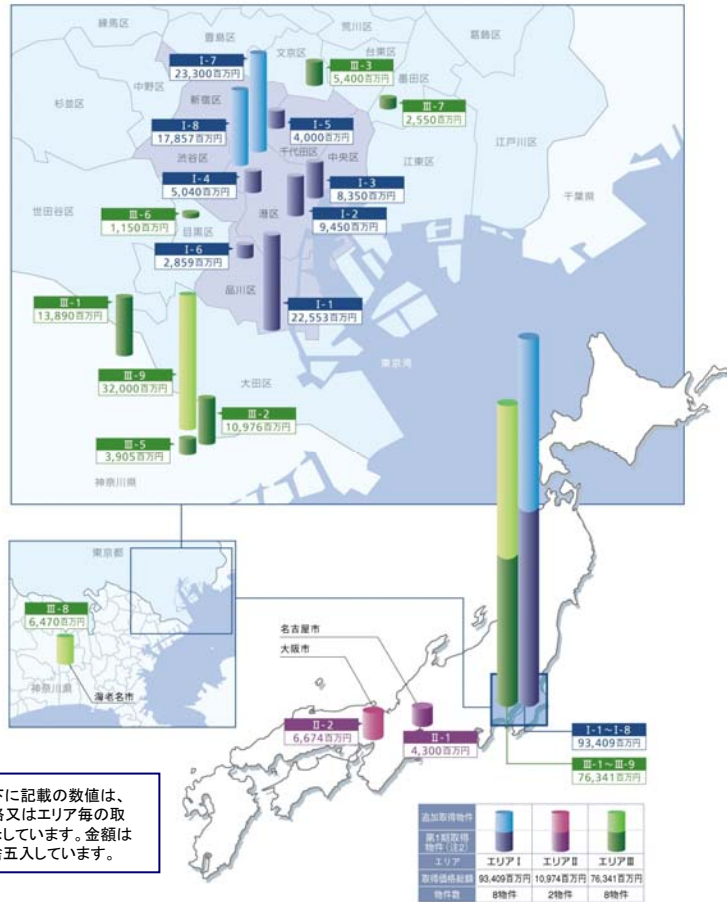 練馬区
豊島区
荒川区
葛飾区
文京区
台東区
I-7
23,300百万円
III-3
5,400百万円
墨田区
中野区
新宿区
III-7
2,550百万円
杉並区
I-8
17,857百万円
I-5
4,000百万円
江戸川区
渋谷区
千代田区
中央区
江東区
I-4
5,040百万円
I-3
8,350百万円
千葉県
世田谷区
III-6
1,150百万円
港区
I-2
9,450百万円
目黒区
I-6
2,859百万円
品川区
III-1
13,890百万円
I-1
22,553百万円
東京湾
III-9
32,000百万円
大田区
III-2
10,976百万円
III-5
3,905百万円
神奈川県
東京都
III-8
6,470百万円
神奈川県
海老名市
名古屋市
大阪市
II-2
6,674百万円
II-1
4,300百万円
I-1～I-8
93,409百万円
III-1～III-9
76,341百万円
下に記載の数値は、
格又はエリア毎の取
しています。金額は
舎五入しています。
追加取得物件
第1期取得
物件(注2)
エリア エリアI エリアII エリアIII
取得価格総額 93,409百万円 10,974百万円 76,341百万円
物件数 8物件 2物件 8物件